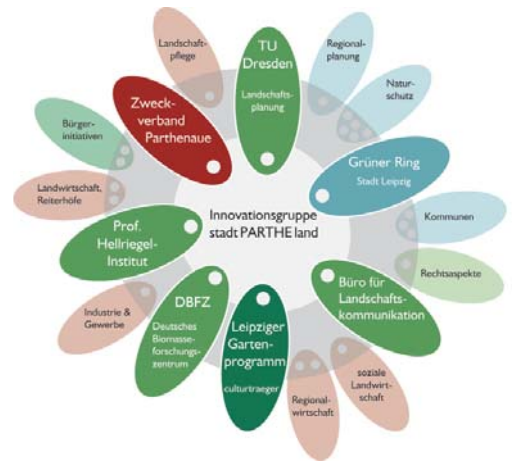 Landschaft-
pflege
TU
Dresden
Landschafts-
planung
Regional-
planung
Natur-
schutz
Zweck-
verband
Parthenaue
Grüner Ring
Stadt Leipzig
Bürger-
initiativen
Landwirtschaft,
Reiterhöfe
Innovationsgruppe
stadt PARTHE land
Kommunen
Prof.
Hellriegel-
Institut
Rechtsaspekte
Büro für
Landschafts-
kommunikation
DBFZ
Deutsches
Biomasse-
forschungs-
zentrum
Industrie &
Gewerbe
Leipziger
Garten-
programm
culturtraeger
Regional-
wirtschaft
soziale
Landwirt-
schaft